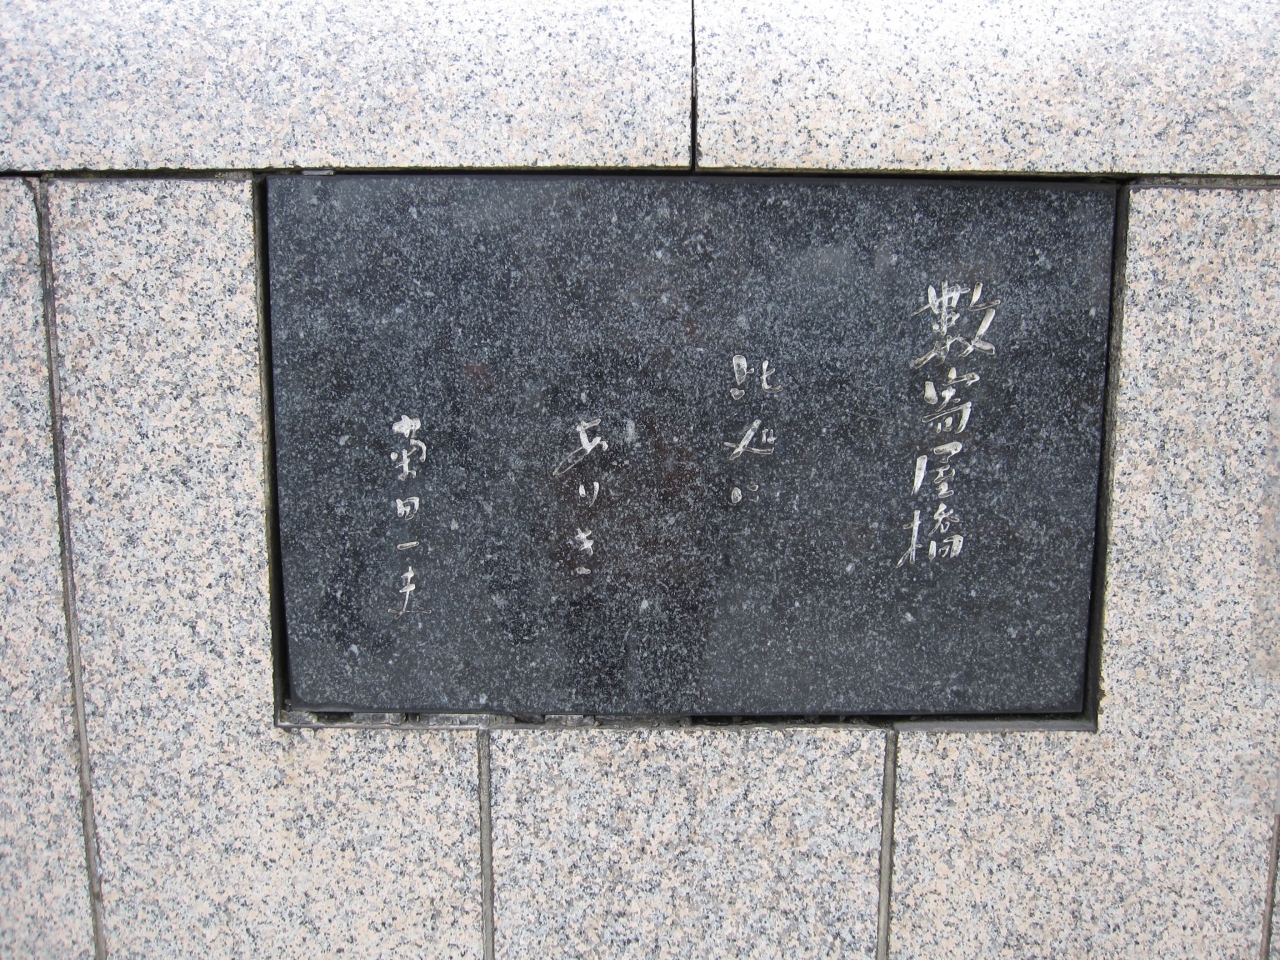 數寄屋橋
此処に
ありき
菊田一夫